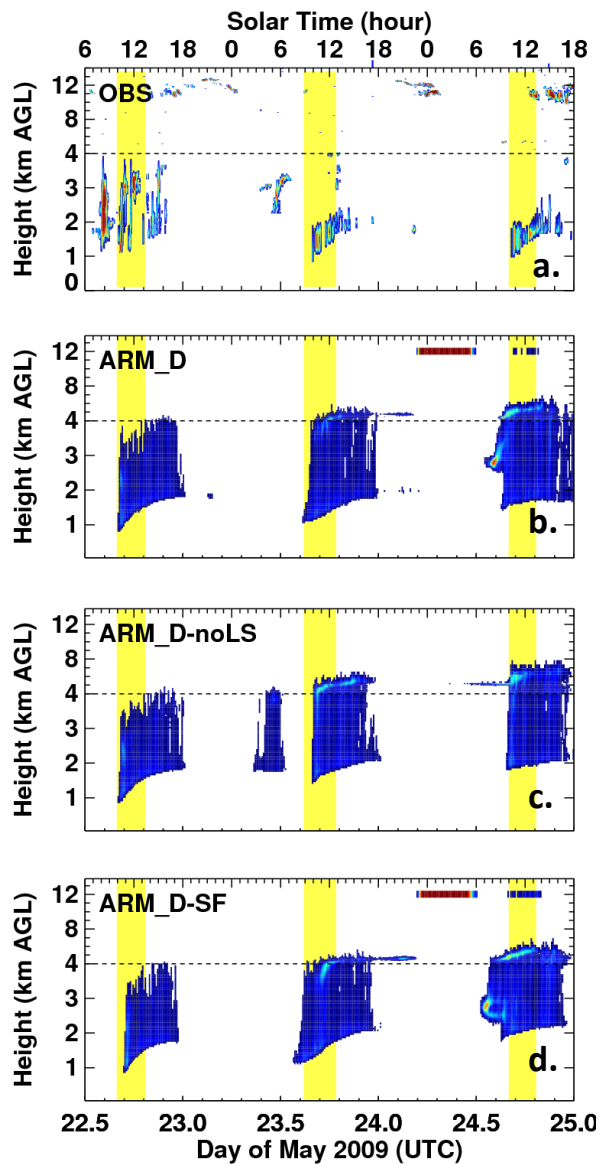 Solar Time (hour)
6 12 18 0 6 12 18 0 6 12 18
OBS
12
8
4
3
2
1
0
Height (km AGL)
a.
ARM_D
12
8
4
3
2
1
Height (km AGL)
b.
ARM_D-noLS
12
8
4
3
2
1
Height (km AGL)
c.
ARM_D-SF
12
8
4
3
2
1
Height (km AGL)
d.
22.5 23.0 23.5 24.0 24.5 25.0
Day of May 2009 (UTC)